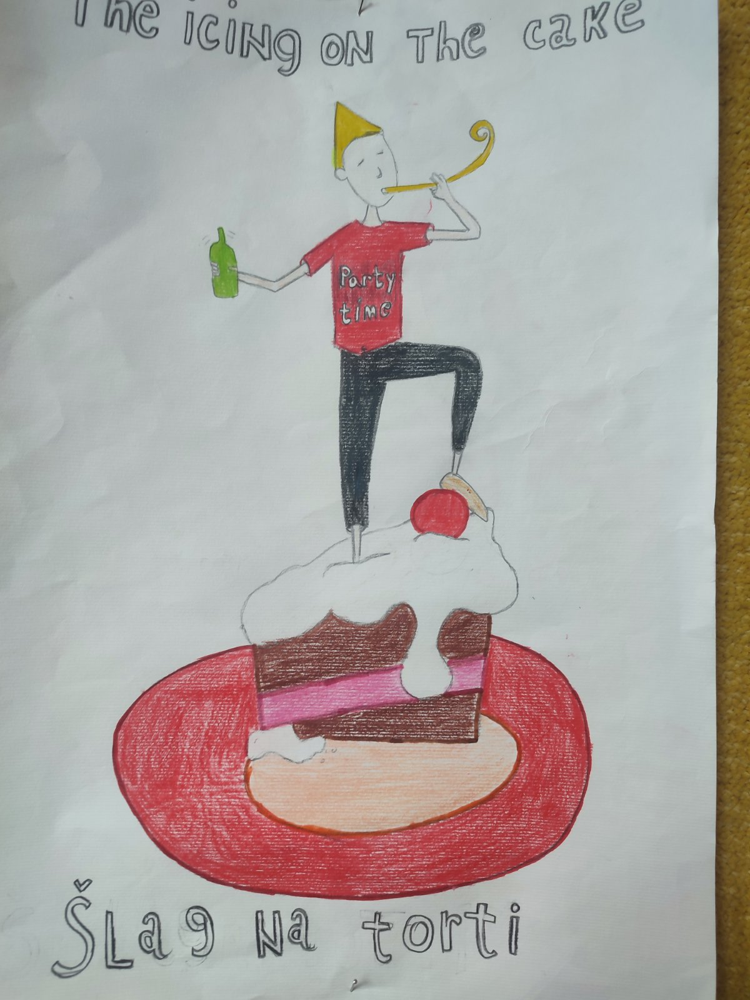 The icing on the cake
Party
time
Šlag na torti